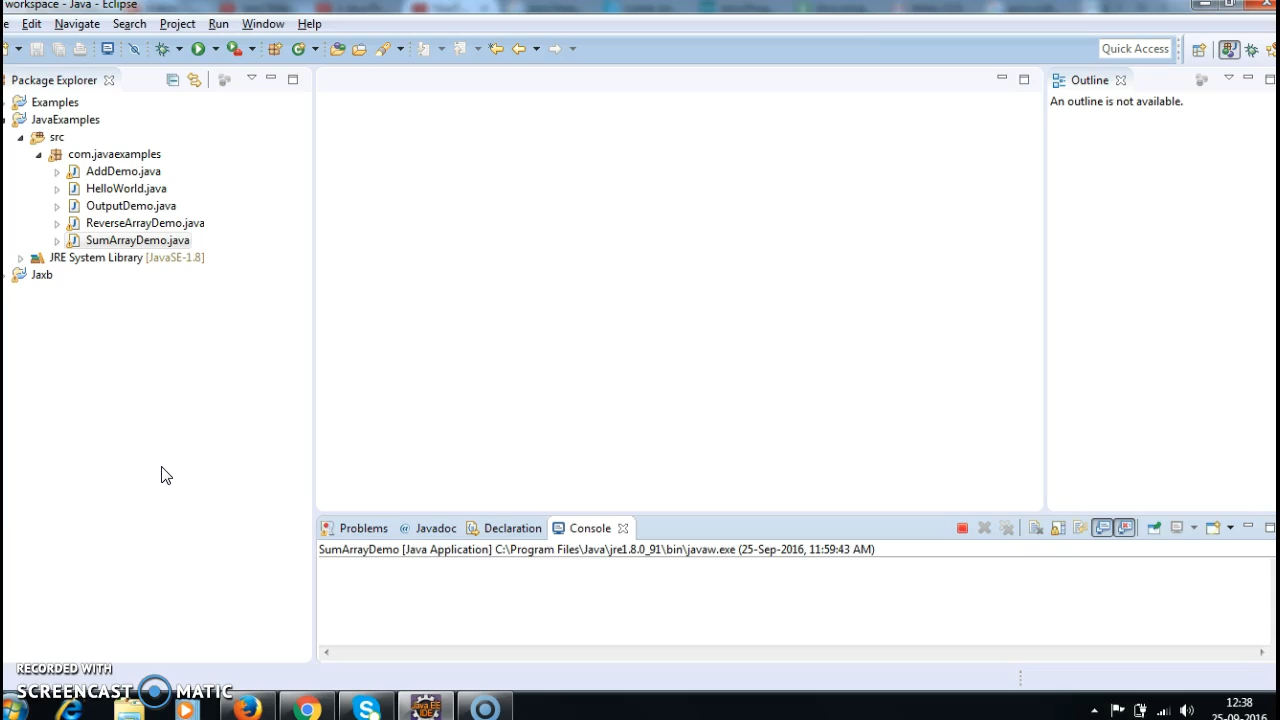 workspace - Java - Eclipse
Edit Navigate Search Project Run Window Help
Quick Access
Package Explorer
Outline
Examples
An outline is not available.
JavaExamples
src
com.javaexamples
AddDemo.java
HelloWorld.java
OutputDemo.java
ReverseArrayDemo.java
SumArrayDemo.java
JRE System Library [JavaSE-1.8]
Jaxb
Problems @ Javadoc Declaration Console
SumArrayDemo [Java Application] C:\Program Files\Java\jre1.8.0_91\bin\javaw.exe (25-Sep-2016, 11:59:43 AM)
RECORDED WITH
SCREENCAST MATIC
Java EE
IDE
12:38
25-09-2016